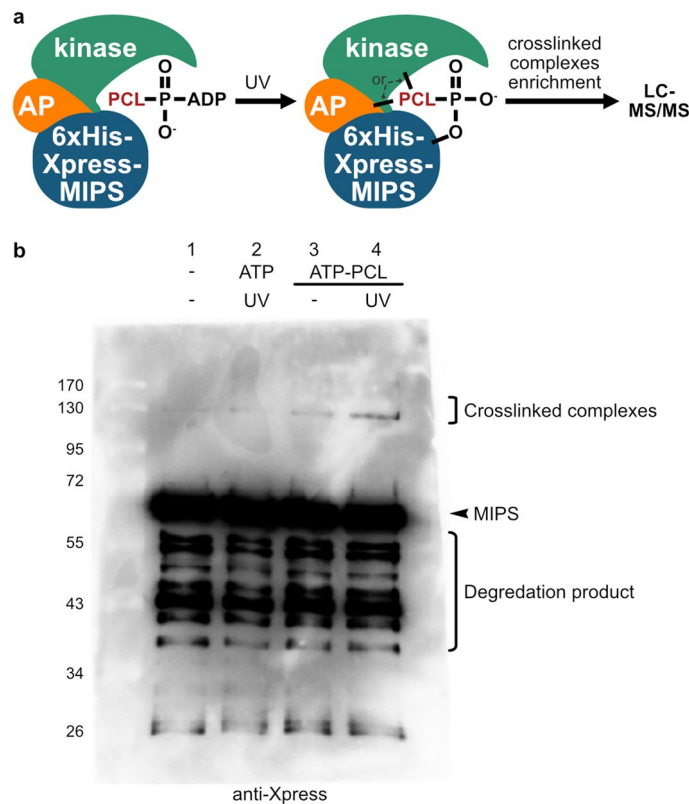 a
kinase
AP
PCL-P-ADP
O
O-
6xHis-
Xpress-
MIPS
UV
kinase
or
AP
PCL-P-O-
O
O
6xHis-
Xpress-
MIPS
crosslinked
complexes
enrichment
LC-
MS/MS
b
1 2 3 4
- ATP ATP-PCL
- UV - UV
170
130
95
72
55
43
34
26
Crosslinked complexes
MIPS
Degredation product
anti-Xpress